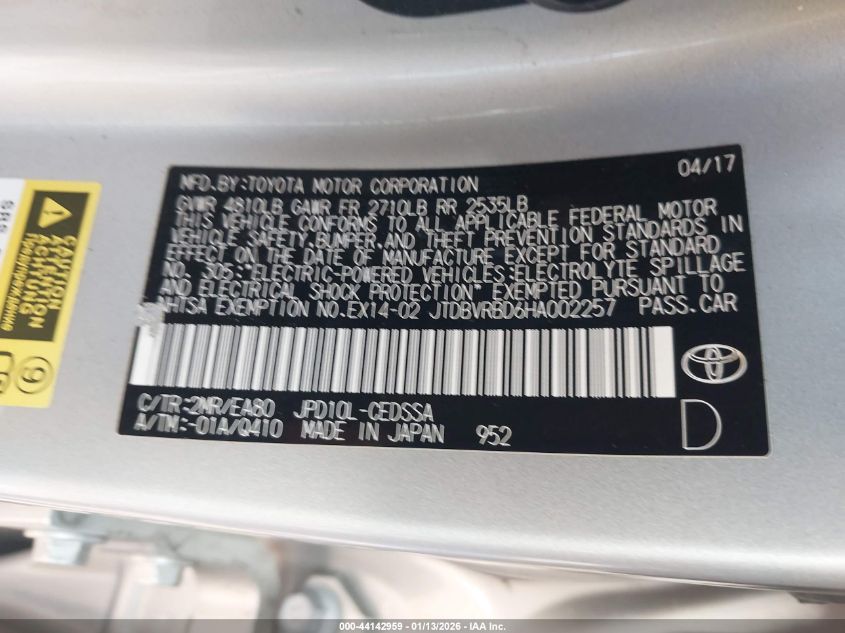 04/17
MFD.BY:TOYOTA MOTOR CORPORATION
GVWR 4810LB GAWR FR 2710LB RR 2535LB
THIS VEHICLE CONFORMS TO ALL APPLICABLE FEDERAL MOTOR
VEHICLE SAFETY,BUMPER,AND THEFT PREVENTION STANDARDS IN
EFFECT ON THE DATE OF MANUFACTURE EXCEPT FOR STANDARD
NO. 305:"ELECTRIC-POWERED VEHICLES:ELECTROLYTE SPILLAGE
AND ELECTRICAL SHOCK PROTECTION" EXEMPTED PURSUANT TO
NHTSA EXEMPTION NO.EX14-02 JTDBVRBD6HA002257 PASS.CAR
C/TR:2MR/EA80 JPD10L-CEDSSA
A/TM:-01A/Q410 MADE IN JAPAN 952
D
CAUTION
ACHTUNG
000-44142959 | 01/13/2026 - IAA Inc.